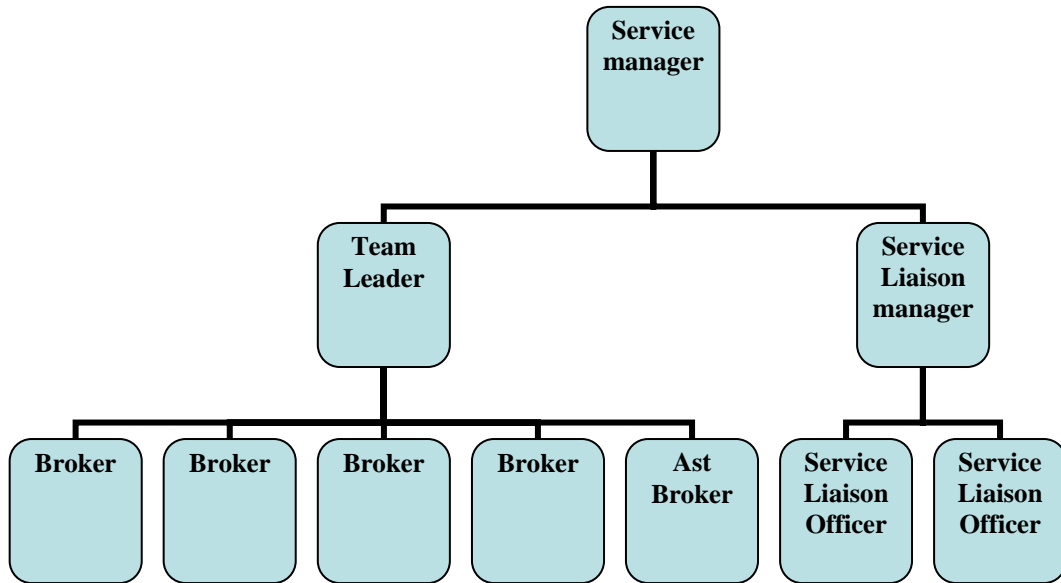 Service
manager
Team
Leader
Service
Liaison
manager
Broker
Broker
Broker
Broker
Ast
Broker
Service
Liaison
Officer
Service
Liaison
Officer